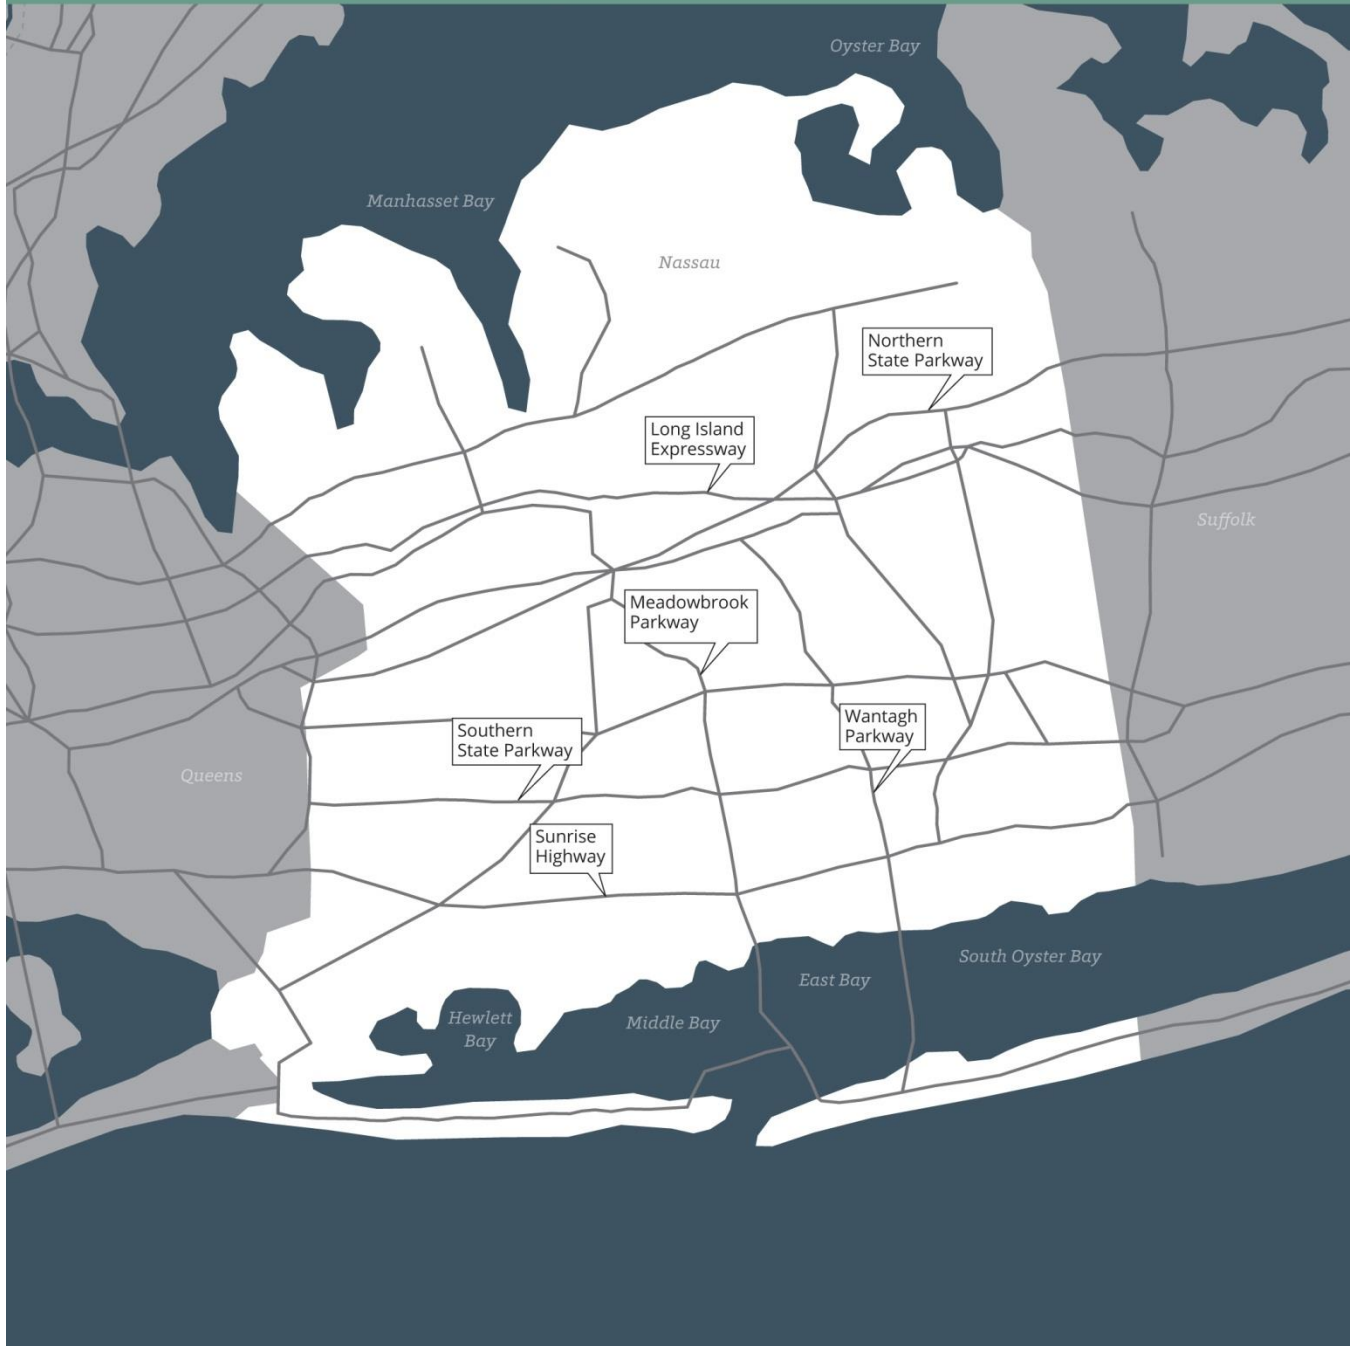 Oyster Bay
Manhasset Bay
Nassau
Northern
State Parkway
Long Island
Expressway
Suffolk
Meadowbrook
Parkway
Wantagh
Parkway
Southern
State Parkway
Queens
Sunrise
Highway
South Oyster Bay
East Bay
Hewlett
Bay
Middle Bay